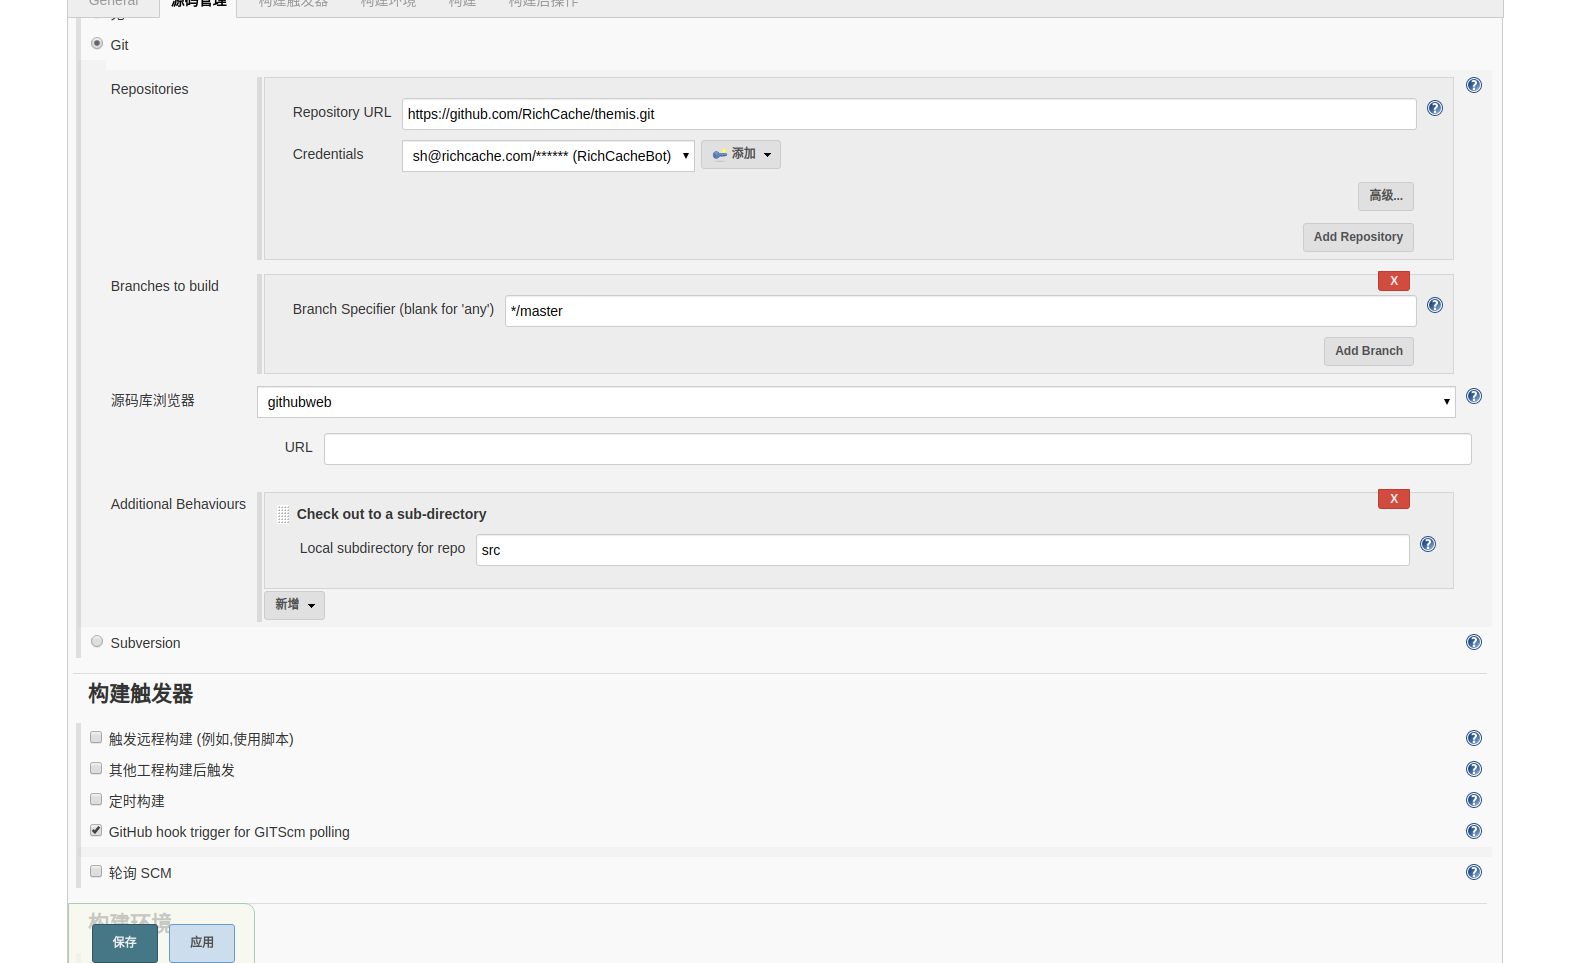 General 源码管理 构建触发器 构建环境 构建 构建后操作
无
Git
Repositories
Repository URL https://github.com/RichCache/themis.git
Credentials sh@richcache.com/****** (RichCacheBot) 添加
高级...
Add Repository
Branches to build
X
Branch Specifier (blank for 'any') */master
Add Branch
源码库浏览器 githubweb
URL
Additional Behaviours
X
Check out to a sub-directory
Local subdirectory for repo src
新增
Subversion
构建触发器
触发远程构建 (例如,使用脚本)
其他工程构建后触发
定时构建
GitHub hook trigger for GITScm polling
轮询 SCM
构建环境
保存 应用